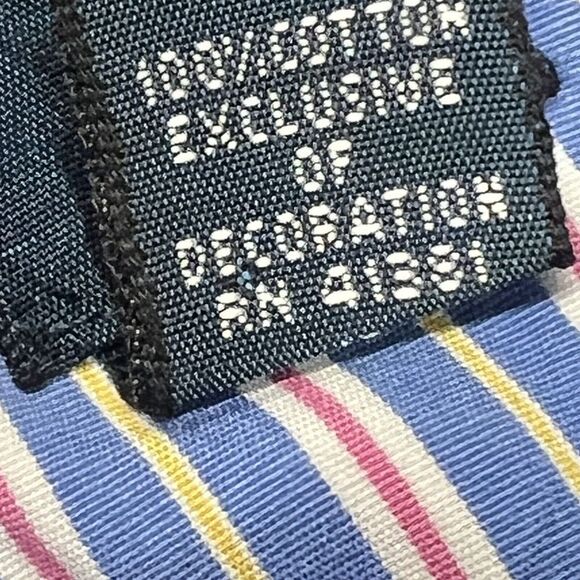 100% COTTON
EXCLUSIVE
OF
DECORATION
RN 41381